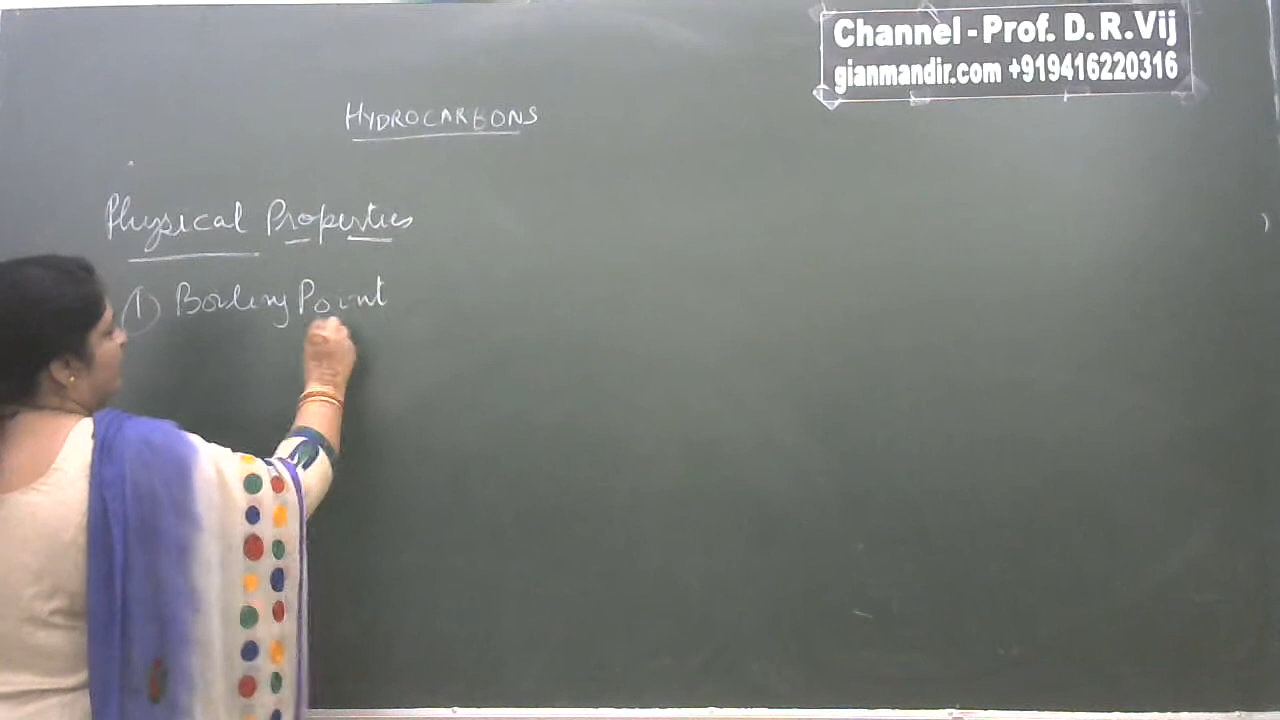 Channel - Prof. D. R. Vij
gianmandir.com +919416220316
HYDROCARBONS
Physical Properties
① Boiling Point